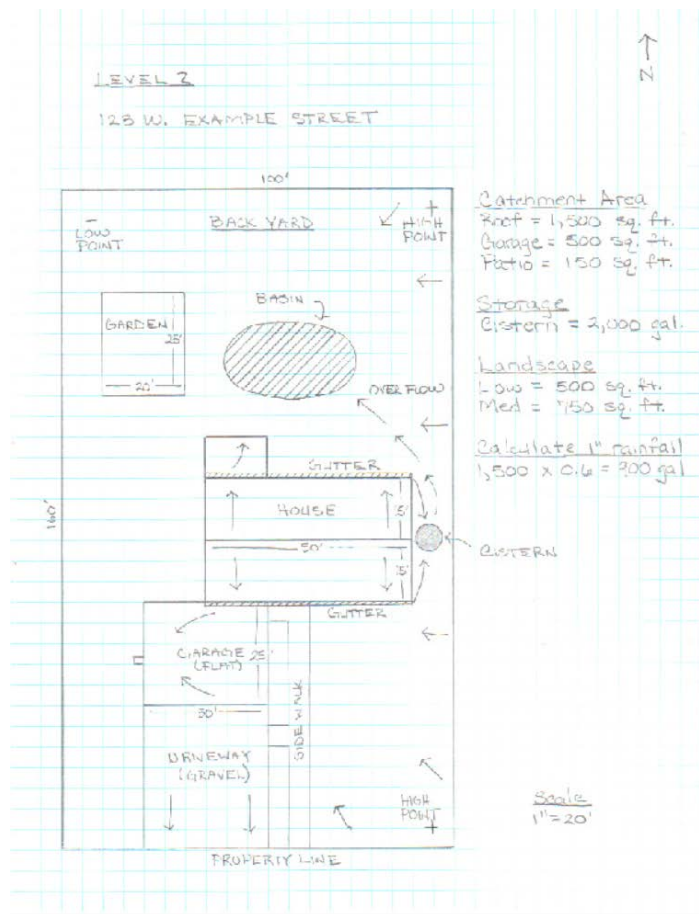 N
LEVEL 2
123 W. EXAMPLE STREET
100'
LOW
POINT
BACK YARD
HIGH
POINT
Catchment Area
Roof = 1,500 sq. ft.
Garage = 500 sq. ft.
Patio = 150 sq. ft.
GARDEN
25'
20'
BASIN
Storage
Cistern = 2,000 gal.
OVERFLOW
Landscape
Low = 500 sq. ft.
Med = 750 sq. ft.
Calculate 1" rainfall
1,500 x 0.6 = 900 gal
GUTTER
160'
HOUSE
15'
50'
15'
CISTERN
GUTTER
GARAGE
(FLAT)
25'
30'
SIDEWALK
DRIVEWAY
(GRAVEL)
HIGH
POINT
Scale
1"=20'
PROPERTY LINE